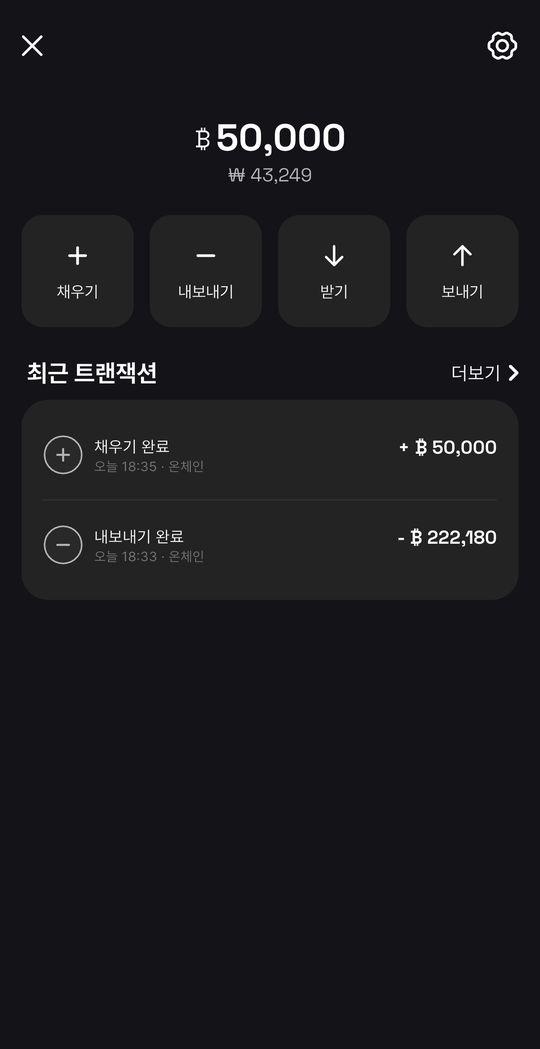 ₿ 50,000
₩ 43,249
채우기
내보내기
받기
보내기
최근 트랜잭션
더보기
채우기 완료
+ ₿ 50,000
오늘 18:35 · 온체인
내보내기 완료
- ₿ 222,180
오늘 18:33 · 온체인